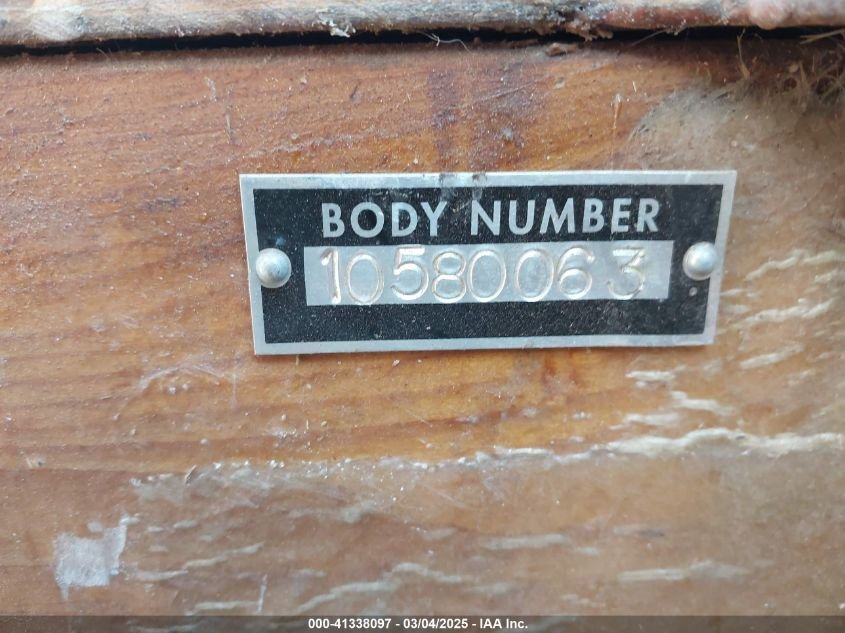 BODY NUMBER
10580063
000-41338097 - 03/04/2025 - IAA Inc.